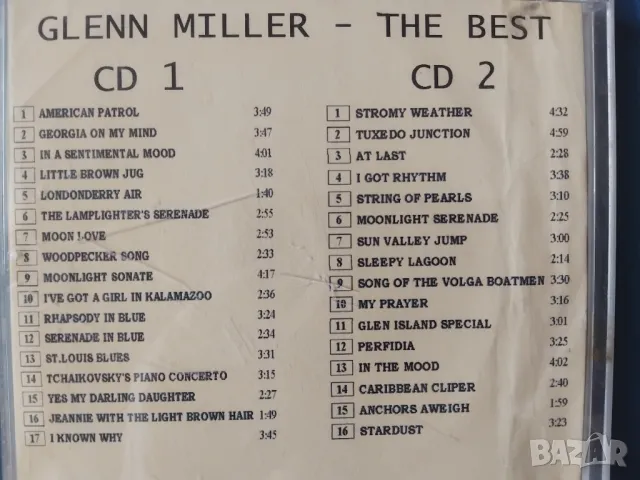 GLENN MILLER - THE BEST
CD 1
1 AMERICAN PATROL 3:49
2 GEORGIA ON MY MIND 3:47
3 IN A SENTIMENTAL MOOD 4:01
4 LITTLE BROWN JUG 3:18
5 LONDONDERRY AIR 1:40
6 THE LAMPLIGHTER'S SERENADE 2:55
7 MOON LOVE 2:53
8 WOODPECKER SONG 2:33
9 MOONLIGHT SONATE 4:17
10 I'VE GOT A GIRL IN KALAMAZOO 2:36
11 RHAPSODY IN BLUE 3:24
12 SERENADE IN BLUE 2:34
13 ST.LOUIS BLUES 3:31
14 TCHAIKOVSKY'S PIANO CONCERTO 3:15
15 YES MY DARLING DAUGHTER 2:27
16 JEANNIE WITH THE LIGHT BROWN HAIR 1:49
17 I KNOWN WHY 3:45
CD 2
1 STROMY WEATHER 4:32
2 TUXEDO JUNCTION 4:59
3 AT LAST 2:28
4 I GOT RHYTHM 3:38
5 STRING OF PEARLS 3:10
6 MOONLIGHT SERENADE 2:25
7 SUN VALLEY JUMP 3:00
8 SLEEPY LAGOON 2:14
9 SONG OF THE VOLGA BOATMEN 3:30
10 MY PRAYER 3:16
11 GLEN ISLAND SPECIAL 3:01
12 PERFIDIA 3:25
13 IN THE MOOD 4:02
14 CARIBBEAN CLIPER 2:40
15 ANCHORS AWEIGH 1:59
16 STARDUST 3:23
BAZAR